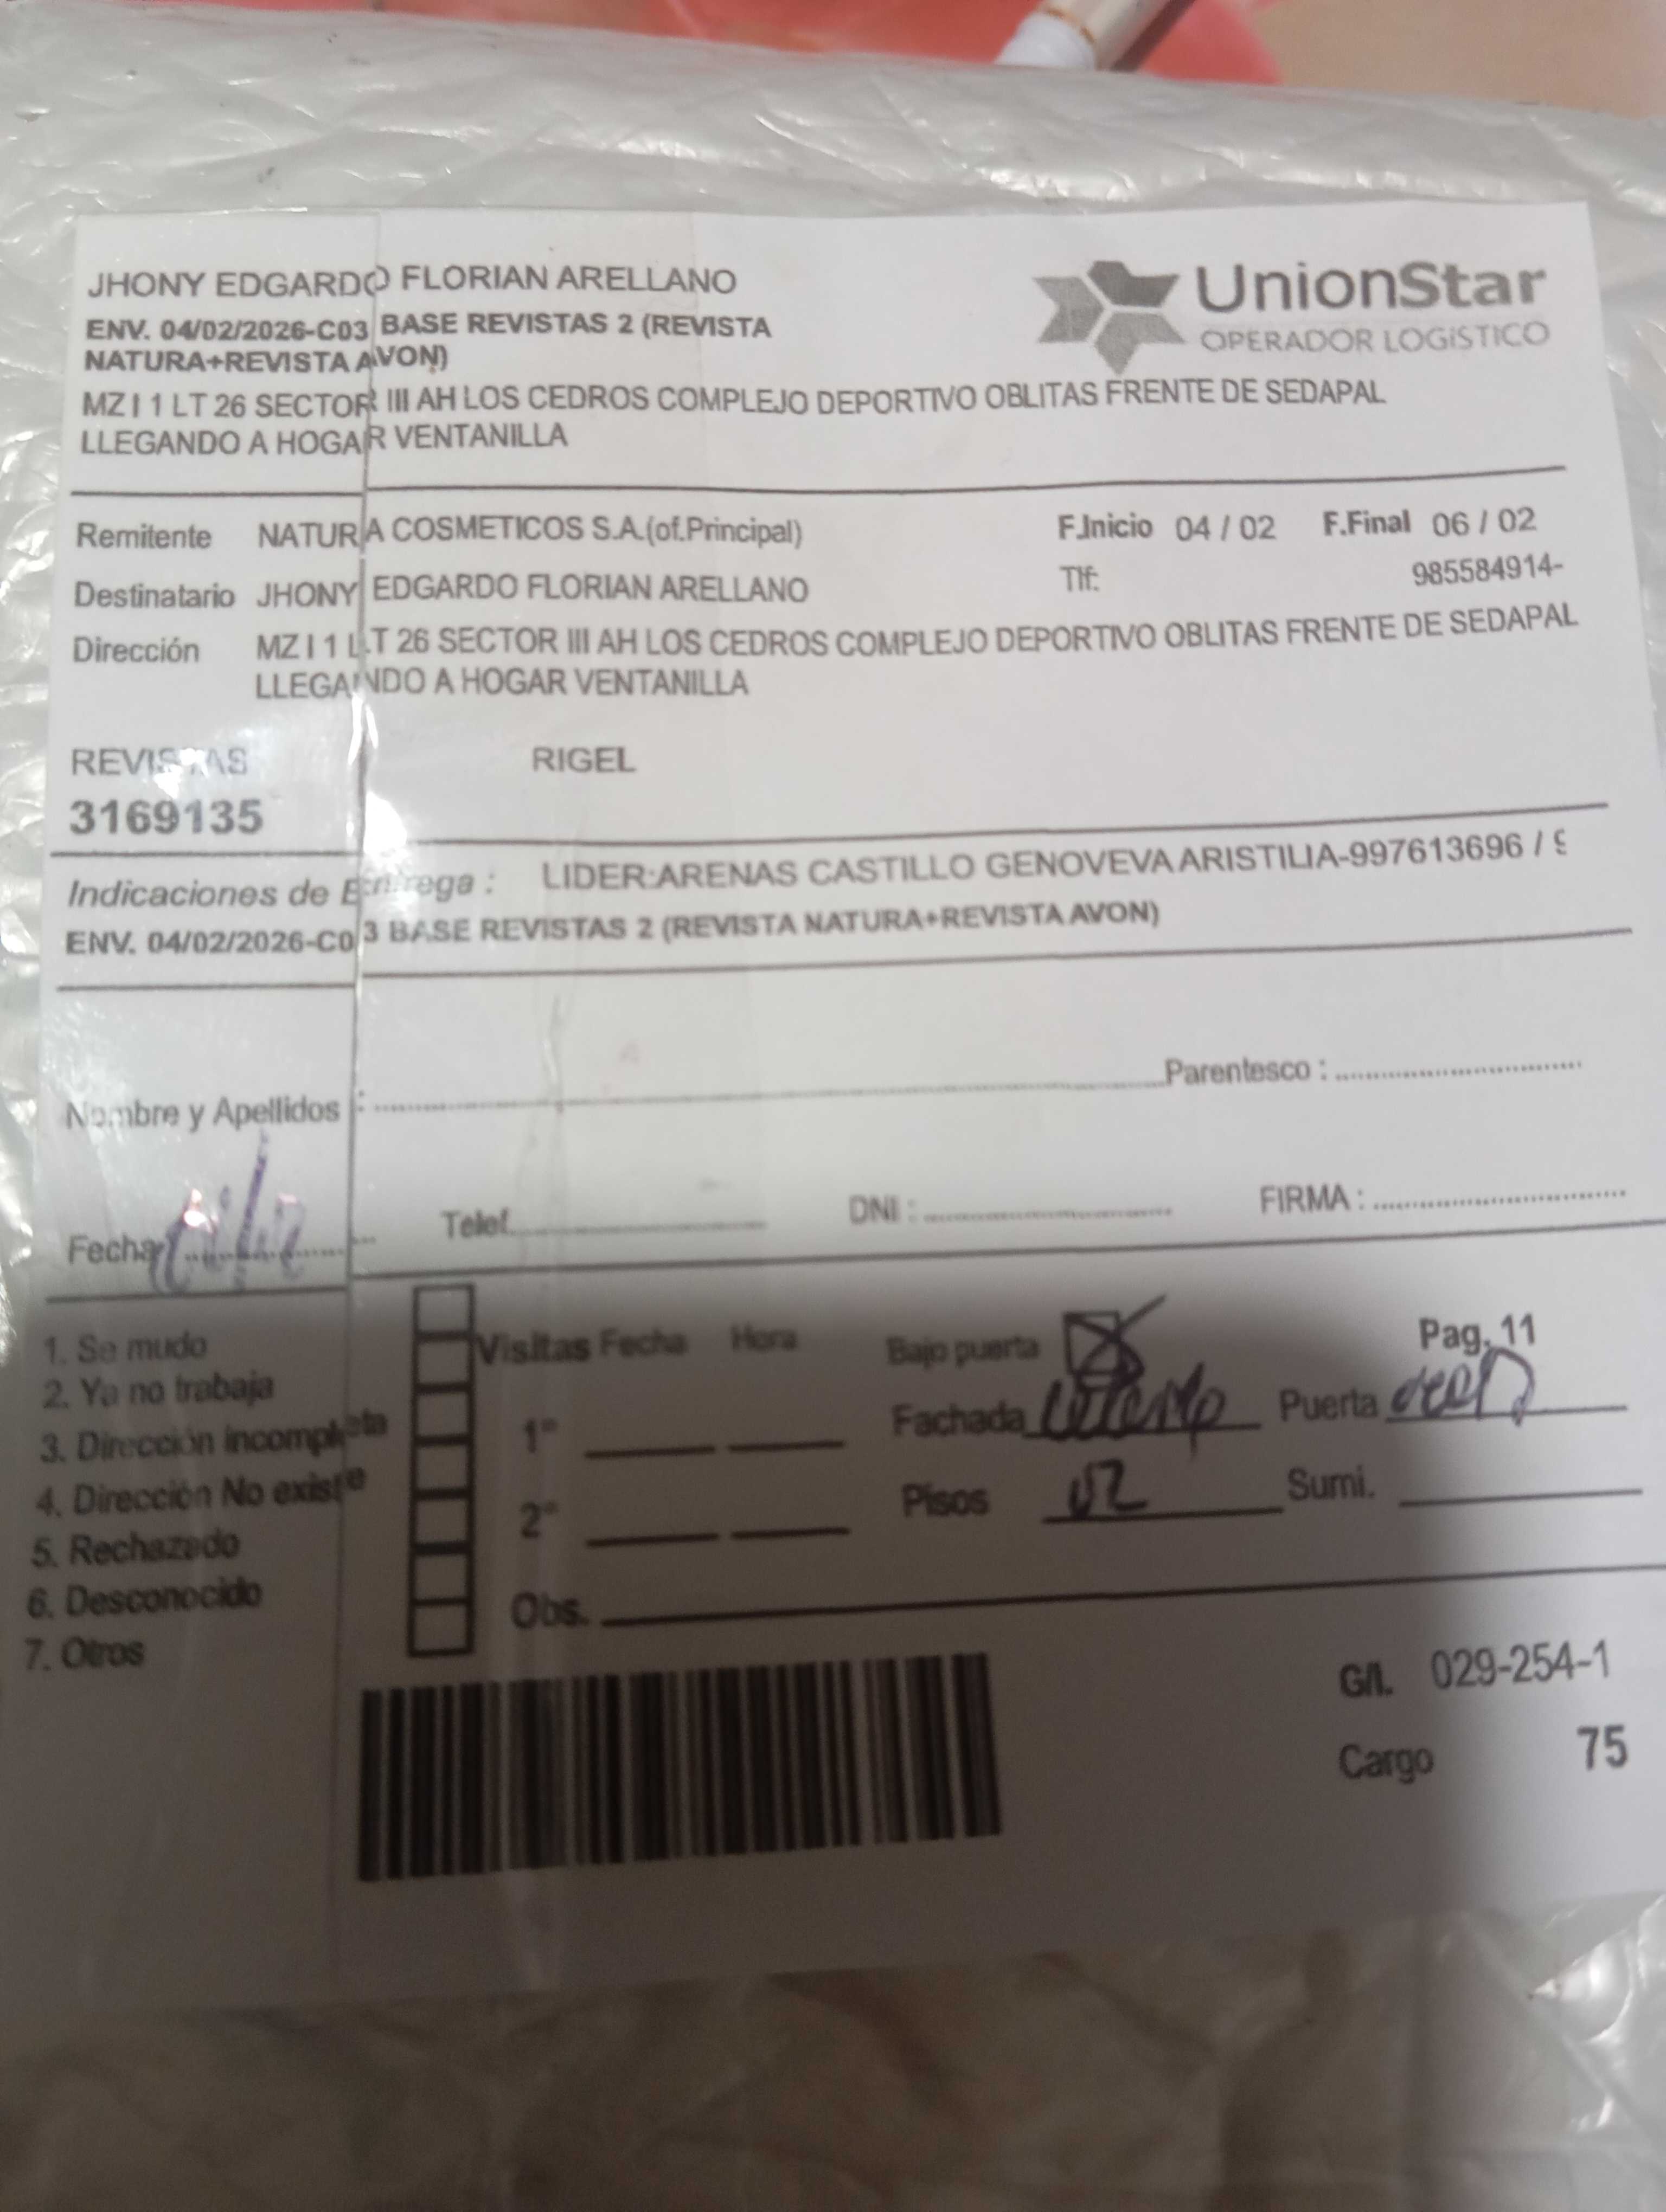 JHONY EDGARDO FLORIAN ARELLANO
ENV. 04/02/2026-C03 BASE REVISTAS 2 (REVISTA
NATURA+REVISTA AVON)
MZ I 1 LT 26 SECTOR III AH LOS CEDROS COMPLEJO DEPORTIVO OBLITAS FRENTE DE SEDAPAL
LLEGANDO A HOGAR VENTANILLA
UnionStar
OPERADOR LOGÍSTICO
Remitente NATURA COSMETICOS S.A.(of.Principal)
F.Inicio 04 / 02 F.Final 06 / 02
Destinatario JHONY EDGARDO FLORIAN ARELLANO
Tlf: 985584914-
Dirección MZ I 1 LT 26 SECTOR III AH LOS CEDROS COMPLEJO DEPORTIVO OBLITAS FRENTE DE SEDAPAL
LLEGANDO A HOGAR VENTANILLA
REVISTAS RIGEL
3169135
Indicaciones de Entrega : LIDER:ARENAS CASTILLO GENOVEVA ARISTILIA-997613696 /
ENV. 04/02/2026-C03 BASE REVISTAS 2 (REVISTA NATURA+REVISTA AVON)
Nombre y Apellidos : Parentesco :
Fecha Telef. DNI : FIRMA :
1. Se mudo
2. Ya no trabaja
3. Dirección incompleta
4. Dirección No existe
5. Rechazado
6. Desconocido
7. Otros
Visitas Fecha Hora
1°
2°
Obs.
Bajo puerta
Pag. 11
Fachada Puerta
Pisos 02 Sumi.
G/I. 029-254-1
Cargo 75